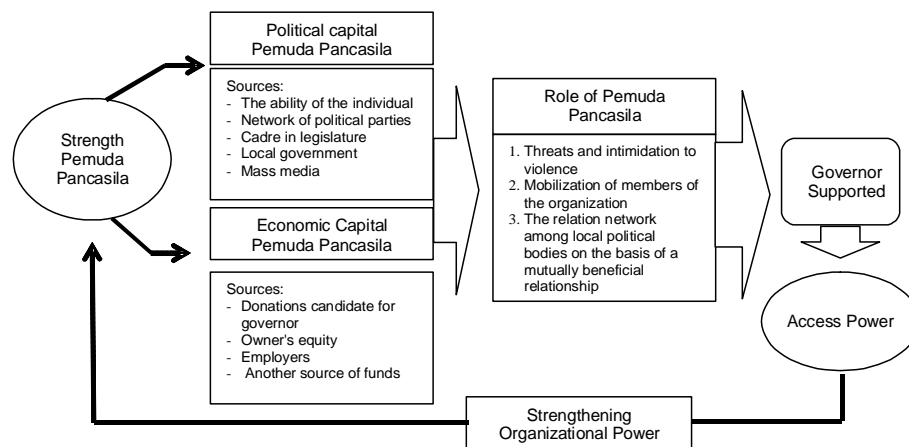 Strength
Pemuda
Pancasila
Political capital
Pemuda Pancasila
Sources:
- The ability of the individual
- Network of political parties
- Cadre in legislature
- Local government
- Mass media
Economic Capital
Pemuda Pancasila
Sources:
- Donations candidate for
governor
- Owner's equity
- Employers
- Another source of funds
Role of Pemuda
Pancasila
1. Threats and intimidation to
violence
2. Mobilization of members of
the organization
3. The relation network
among local political
bodies on the basis of a
mutually beneficial
relationship
Governor
Supported
Access Power
Strengthening
Organizational Power